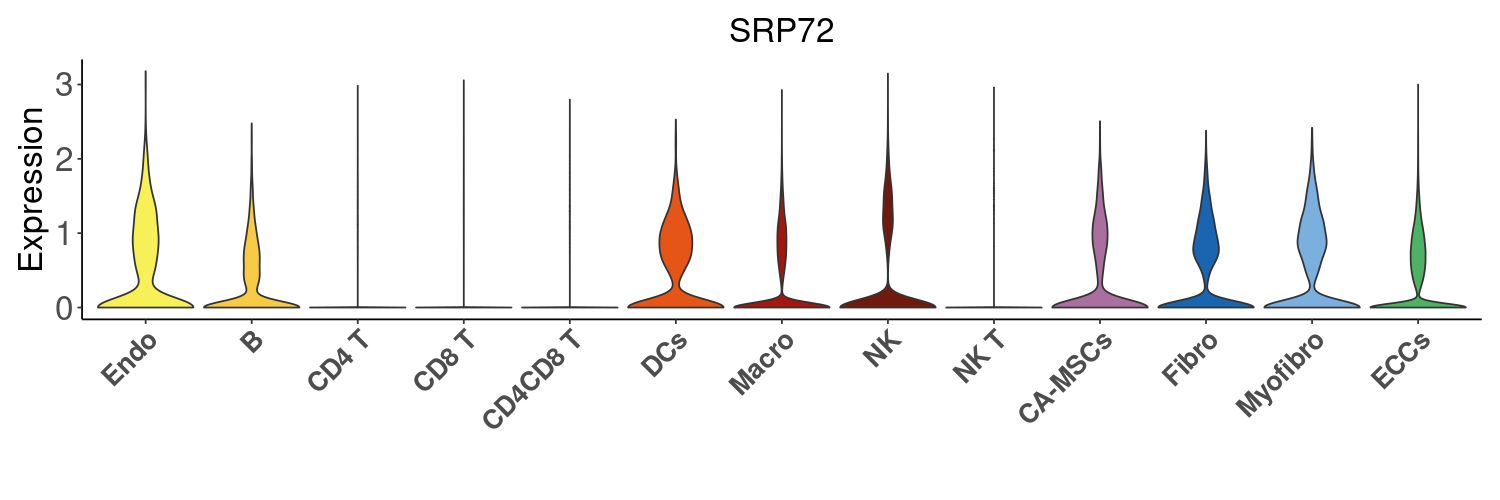 SRP72
Expression
3
2
1
0
Endo
B
CD4 T
CD8 T
CD4CD8 T
DCs
Macro
NK
NK T
CA-MSCs
Fibro
Myofibro
ECCs